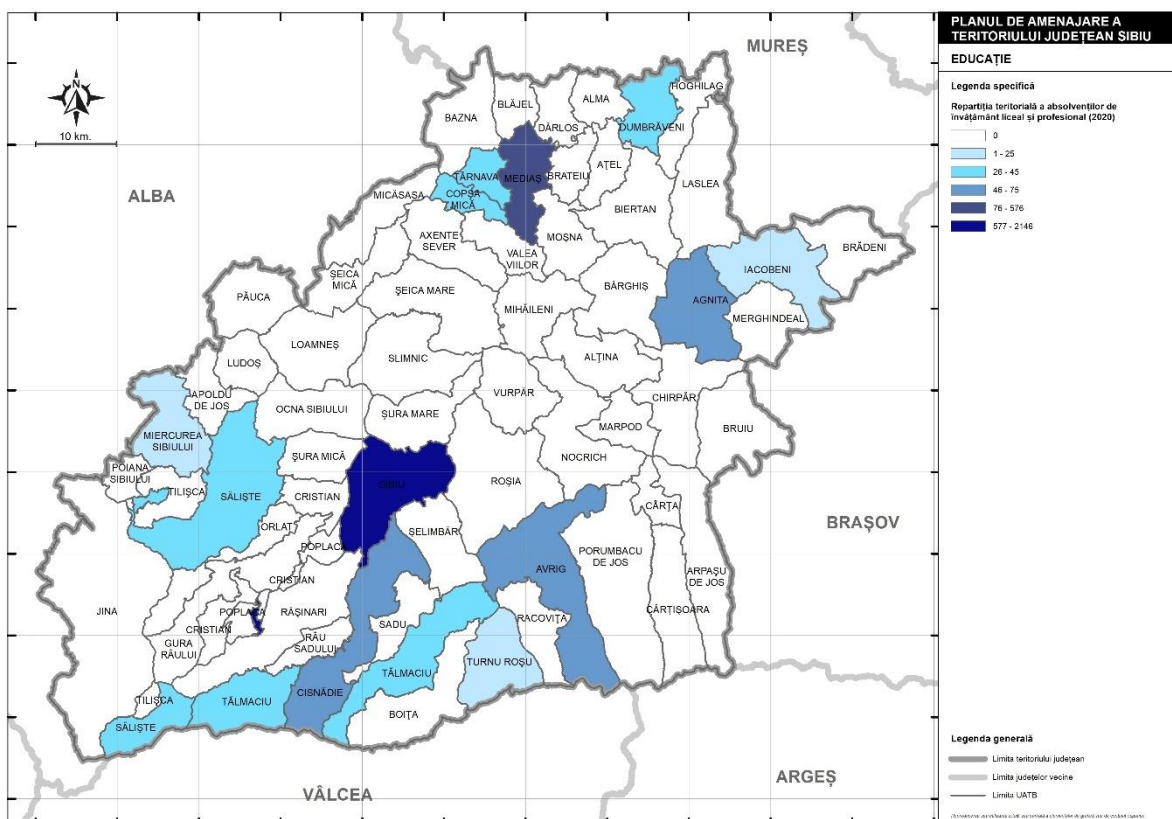 PLANUL DE AMENAJARE A
TERITORIULUI JUDEȚEAN SIBIU
EDUCAȚIE
Legenda specifică
Repartiția teritorială a absolvenților de
învățământ liceal și profesional (2020)
0
1 - 25
26 - 45
46 - 75
76 - 576
577 - 2146
Legenda generală
Limita teritoriului județean
Limita județelor vecine
Limita UATB
N
10 km.
MUREȘ
ALBA
BRAȘOV
ARGEȘ
VÂLCEA
HOGHILAG
BLĂJEL
ALMA
BAZNA
DÂRLOS
DUMBRĂVENI
AȚEL
TÂRNAVA
MEDIAȘ
BRATEIU
LASLEA
MICĂSASA
COPȘA
MICĂ
BIERTAN
AXENTE
SEVER
MOȘNA
BRĂDENI
VALEA
VIILOR
IACOBENI
ȘEICA
MICĂ
BÂRGHIȘ
ȘEICA MARE
PĂUCA
AGNITA
MIHĂILENI
MERGHINDEAL
LOAMNEȘ
SLIMNIC
ALȚINA
LUDOȘ
VURPĂR
APOLDU
DE JOS
CHIRPĂR
OCNA SIBIULUI
ȘURA MARE
MARPOD
BRUIU
MIERCUREA
SIBIULUI
ȘURA MICĂ
NOCRICH
POIANA
SIBIULUI
ROȘIA
SIBIU
TILIȘCA
SĂLIȘTE
CRISTIAN
CÂRȚA
ORLAT
ȘELIMBĂR
POPLACA
PORUMBACU
DE JOS
AVRIG
ARPAȘU
DE JOS
CRISTIAN
JINA
POPLACA
RĂȘINARI
CÂRȚIȘOARA
RACOVIȚA
CRISTIAN
SADU
GURA
RÂULUI
RÂU
SADULUI
TURNU ROȘU
TĂLMACIU
CISNĂDIE
TILIȘCA
TĂLMACIU
BOIȚA
SĂLIȘTE